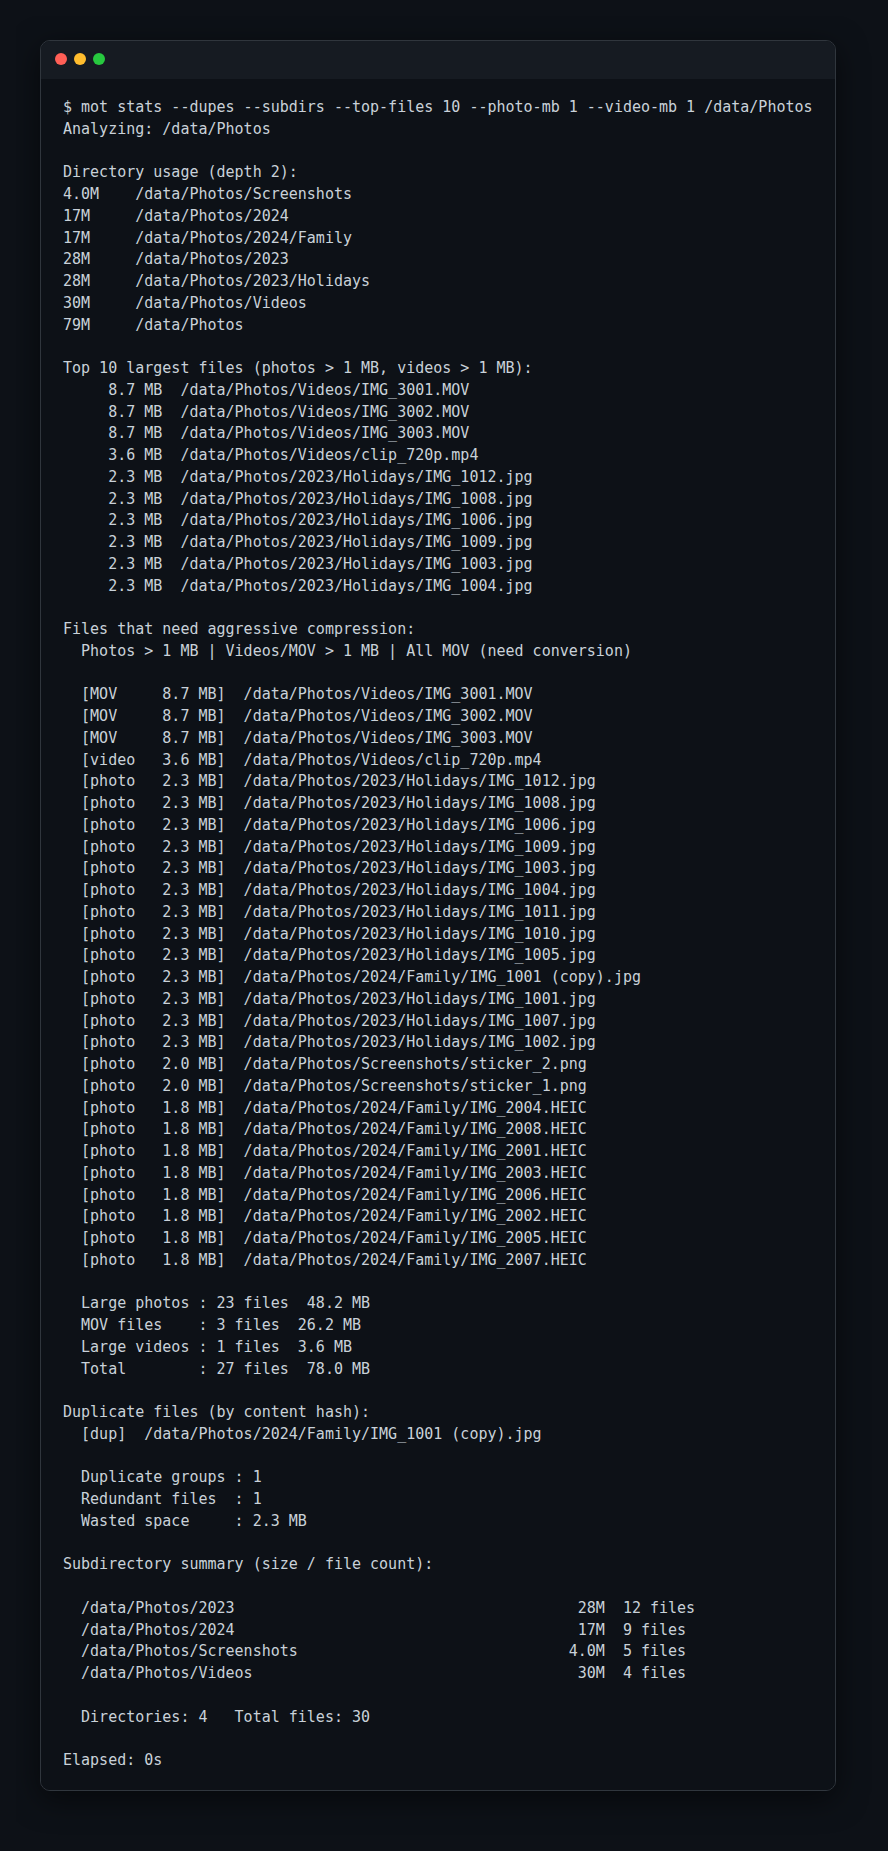 $ mot stats --dupes --subdirs --top-files 10 --photo-mb 1 --video-mb 1 /data/Photos
Analyzing: /data/Photos
Directory usage (depth 2):
4.0M    /data/Photos/Screenshots
17M     /data/Photos/2024
17M     /data/Photos/2024/Family
28M     /data/Photos/2023
28M     /data/Photos/2023/Holidays
30M     /data/Photos/Videos
79M     /data/Photos
Top 10 largest files (photos > 1 MB, videos > 1 MB):
     8.7 MB  /data/Photos/Videos/IMG_3001.MOV
     8.7 MB  /data/Photos/Videos/IMG_3002.MOV
     8.7 MB  /data/Photos/Videos/IMG_3003.MOV
     3.6 MB  /data/Photos/Videos/clip_720p.mp4
     2.3 MB  /data/Photos/2023/Holidays/IMG_1012.jpg
     2.3 MB  /data/Photos/2023/Holidays/IMG_1008.jpg
     2.3 MB  /data/Photos/2023/Holidays/IMG_1006.jpg
     2.3 MB  /data/Photos/2023/Holidays/IMG_1009.jpg
     2.3 MB  /data/Photos/2023/Holidays/IMG_1003.jpg
     2.3 MB  /data/Photos/2023/Holidays/IMG_1004.jpg
Files that need aggressive compression:
  Photos > 1 MB | Videos/MOV > 1 MB | All MOV (need conversion)
  [MOV     8.7 MB]  /data/Photos/Videos/IMG_3001.MOV
  [MOV     8.7 MB]  /data/Photos/Videos/IMG_3002.MOV
  [MOV     8.7 MB]  /data/Photos/Videos/IMG_3003.MOV
  [video   3.6 MB]  /data/Photos/Videos/clip_720p.mp4
  [photo   2.3 MB]  /data/Photos/2023/Holidays/IMG_1012.jpg
  [photo   2.3 MB]  /data/Photos/2023/Holidays/IMG_1008.jpg
  [photo   2.3 MB]  /data/Photos/2023/Holidays/IMG_1006.jpg
  [photo   2.3 MB]  /data/Photos/2023/Holidays/IMG_1009.jpg
  [photo   2.3 MB]  /data/Photos/2023/Holidays/IMG_1003.jpg
  [photo   2.3 MB]  /data/Photos/2023/Holidays/IMG_1004.jpg
  [photo   2.3 MB]  /data/Photos/2023/Holidays/IMG_1011.jpg
  [photo   2.3 MB]  /data/Photos/2023/Holidays/IMG_1010.jpg
  [photo   2.3 MB]  /data/Photos/2023/Holidays/IMG_1005.jpg
  [photo   2.3 MB]  /data/Photos/2024/Family/IMG_1001 (copy).jpg
  [photo   2.3 MB]  /data/Photos/2023/Holidays/IMG_1001.jpg
  [photo   2.3 MB]  /data/Photos/2023/Holidays/IMG_1007.jpg
  [photo   2.3 MB]  /data/Photos/2023/Holidays/IMG_1002.jpg
  [photo   2.0 MB]  /data/Photos/Screenshots/sticker_2.png
  [photo   2.0 MB]  /data/Photos/Screenshots/sticker_1.png
  [photo   1.8 MB]  /data/Photos/2024/Family/IMG_2004.HEIC
  [photo   1.8 MB]  /data/Photos/2024/Family/IMG_2008.HEIC
  [photo   1.8 MB]  /data/Photos/2024/Family/IMG_2001.HEIC
  [photo   1.8 MB]  /data/Photos/2024/Family/IMG_2003.HEIC
  [photo   1.8 MB]  /data/Photos/2024/Family/IMG_2006.HEIC
  [photo   1.8 MB]  /data/Photos/2024/Family/IMG_2002.HEIC
  [photo   1.8 MB]  /data/Photos/2024/Family/IMG_2005.HEIC
  [photo   1.8 MB]  /data/Photos/2024/Family/IMG_2007.HEIC
  Large photos : 23 files  48.2 MB
  MOV files    : 3 files  26.2 MB
  Large videos : 1 files  3.6 MB
  Total        : 27 files  78.0 MB
Duplicate files (by content hash):
  [dup]  /data/Photos/2024/Family/IMG_1001 (copy).jpg
  Duplicate groups : 1
  Redundant files  : 1
  Wasted space     : 2.3 MB
Subdirectory summary (size / file count):
  /data/Photos/2023                                      28M  12 files
  /data/Photos/2024                                      17M  9 files
  /data/Photos/Screenshots                              4.0M  5 files
  /data/Photos/Videos                                    30M  4 files
  Directories: 4   Total files: 30
Elapsed: 0s